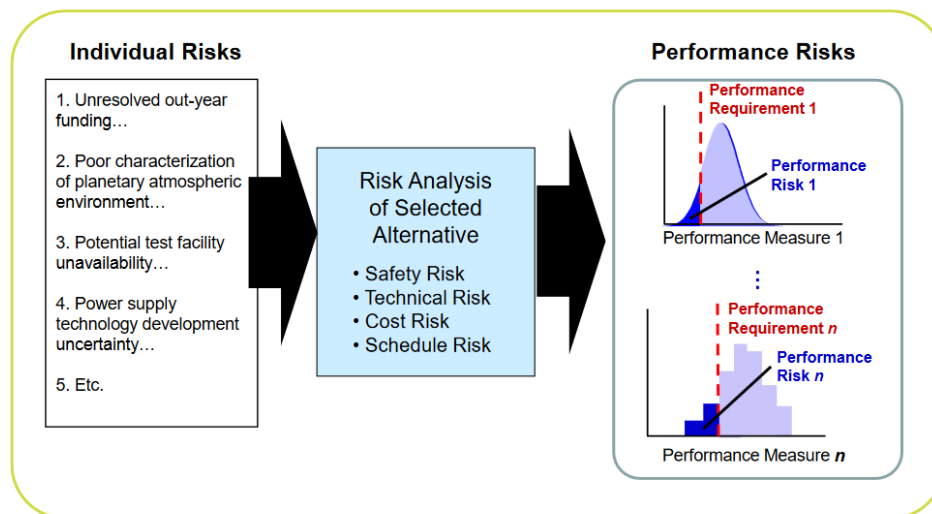 Individual Risks
1. Unresolved out-year
funding…
2. Poor characterization
of planetary atmospheric
environment…
3. Potential test facility
unavailability…
4. Power supply
technology development
uncertainty…
5. Etc.
Risk Analysis
of Selected
Alternative
• Safety Risk
• Technical Risk
• Cost Risk
• Schedule Risk
Performance Risks
Performance
Requirement 1
Performance
Risk 1
Performance Measure 1
⋮
Performance
Requirement n
Performance
Risk n
Performance Measure n